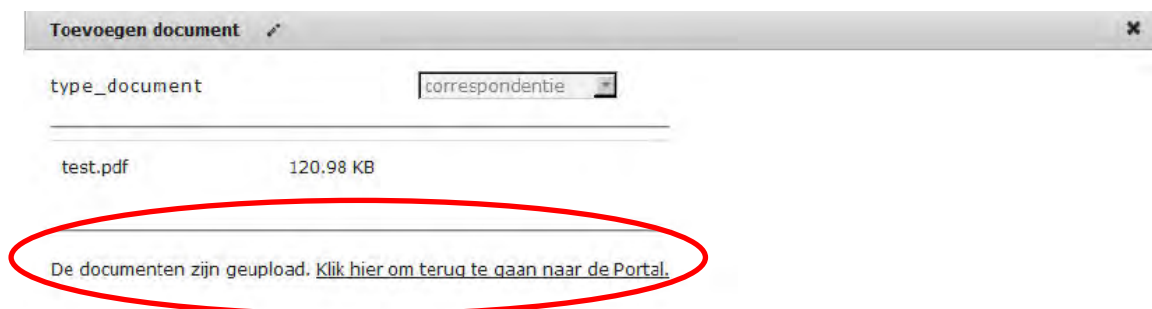 Toevoegen document
type_document correspondentie
test.pdf 120.98 KB
De documenten zijn geupload. Klik hier om terug te gaan naar de Portal.